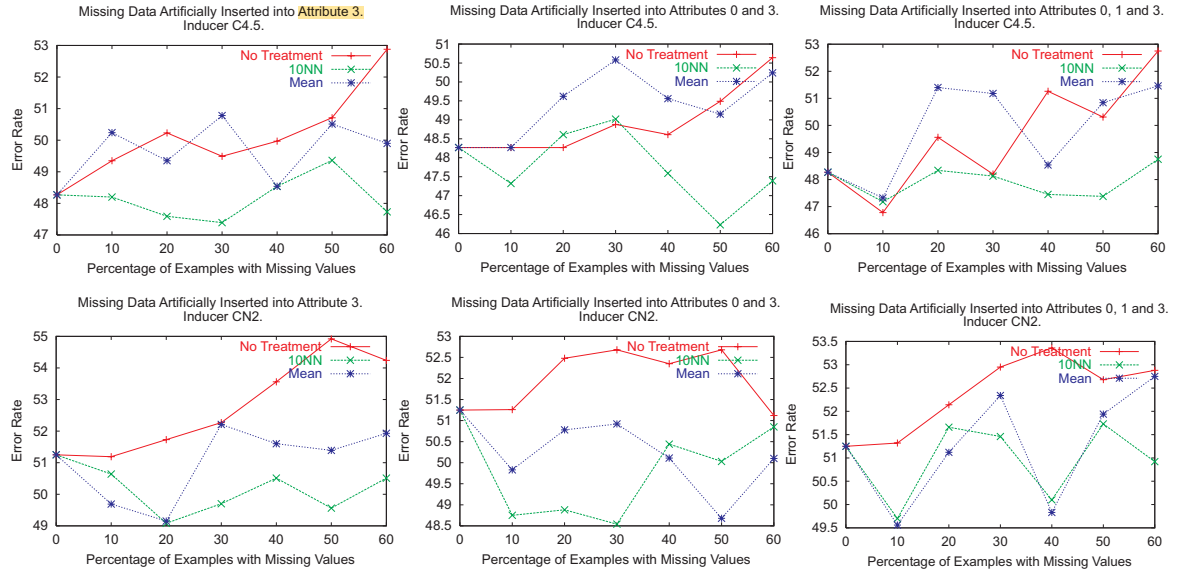 Missing Data Artificially Inserted into Attribute 3.
Inducer C4.5.
53
52
51
50
49
48
47
0 10 20 30 40 50 60
Error Rate
Percentage of Examples with Missing Values
No Treatment
10NN
Mean
Missing Data Artificially Inserted into Attributes 0 and 3.
Inducer C4.5.
51
50.5
50
49.5
49
48.5
48
47.5
47
46.5
46
0 10 20 30 40 50 60
Error Rate
Percentage of Examples with Missing Values
No Treatment
10NN
Mean
Missing Data Artificially Inserted into Attributes 0, 1 and 3.
Inducer C4.5.
53
52
51
50
49
48
47
46
0 10 20 30 40 50 60
Error Rate
Percentage of Examples with Missing Values
No Treatment
10NN
Mean
Missing Data Artificially Inserted into Attribute 3.
Inducer CN2.
55
54
53
52
51
50
49
0 10 20 30 40 50 60
Error Rate
Percentage of Examples with Missing Values
No Treatment
10NN
Mean
Missing Data Artificially Inserted into Attributes 0 and 3.
Inducer CN2.
53
52.5
52
51.5
51
50.5
50
49.5
49
48.5
0 10 20 30 40 50 60
Error Rate
Percentage of Examples with Missing Values
No Treatment
10NN
Mean
Missing Data Artificially Inserted into Attributes 0, 1 and 3.
Inducer CN2.
53.5
53
52.5
52
51.5
51
50.5
50
49.5
0 10 20 30 40 50 60
Error Rate
Percentage of Examples with Missing Values
No Treatment
10NN
Mean